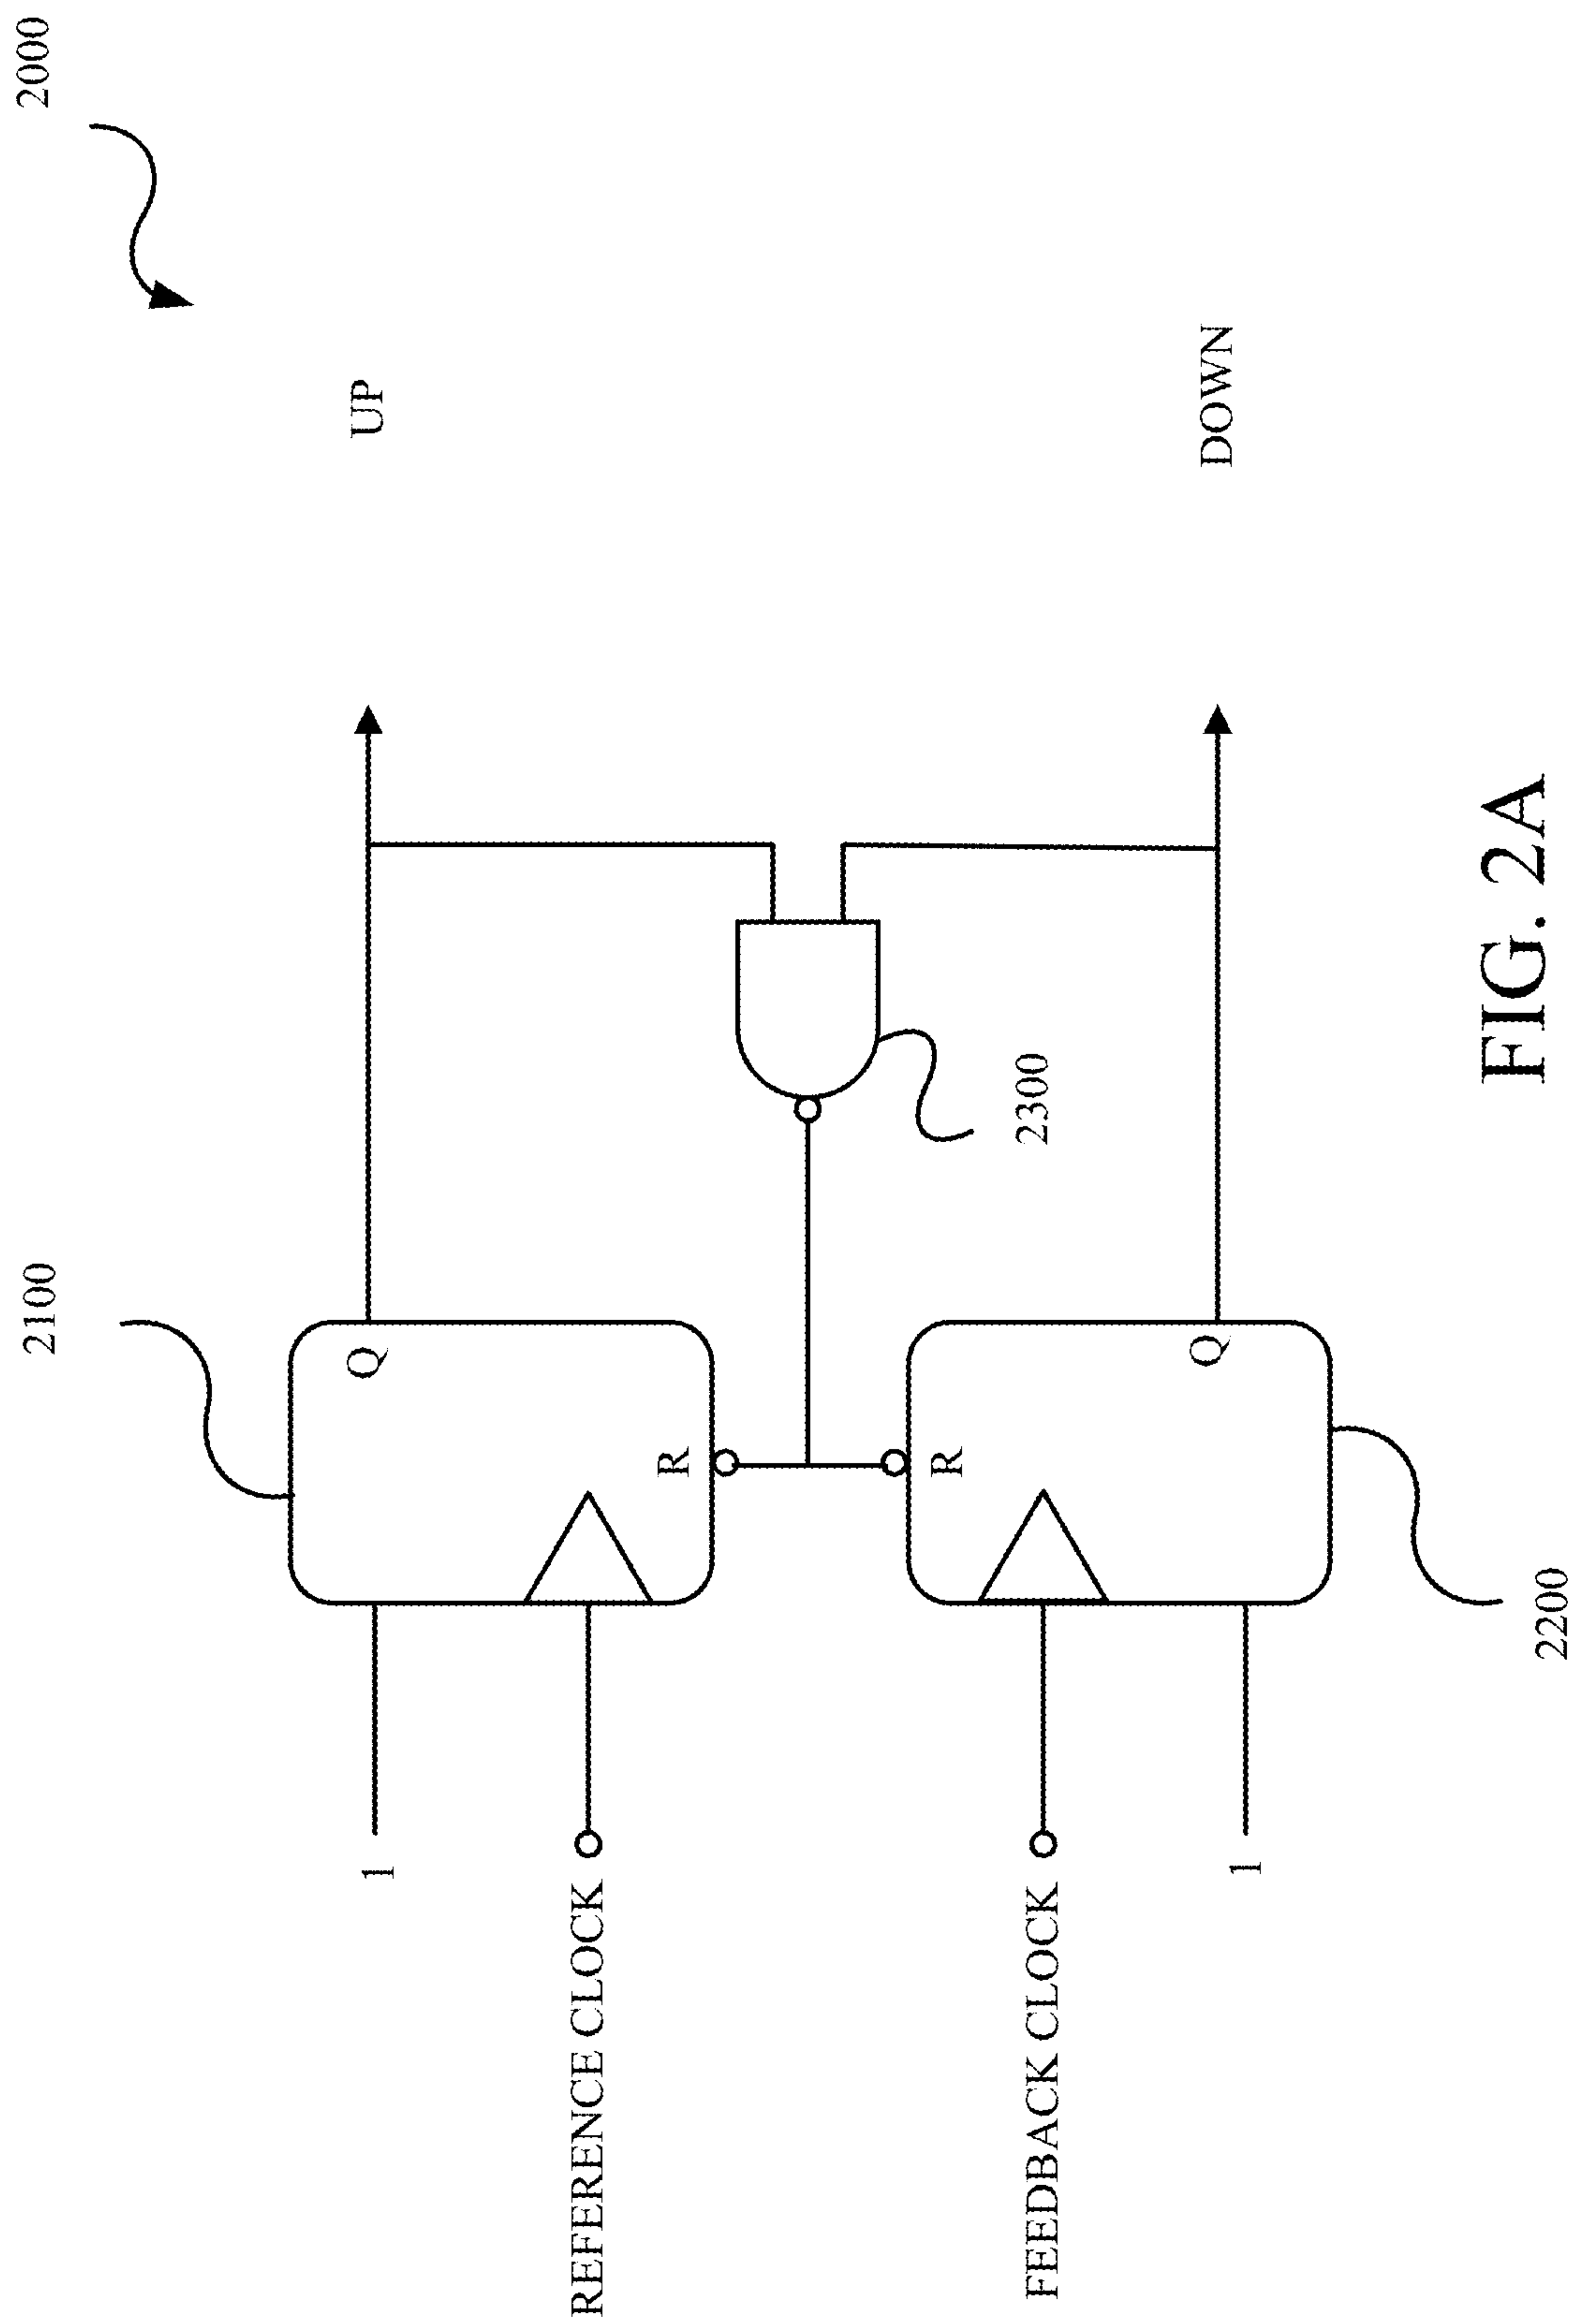 2000
2100
UP
1
Q
REFERENCE CLOCK
R
2300
R
FEEDBACK CLOCK
Q
DOWN
1
2200
FIG. 2A